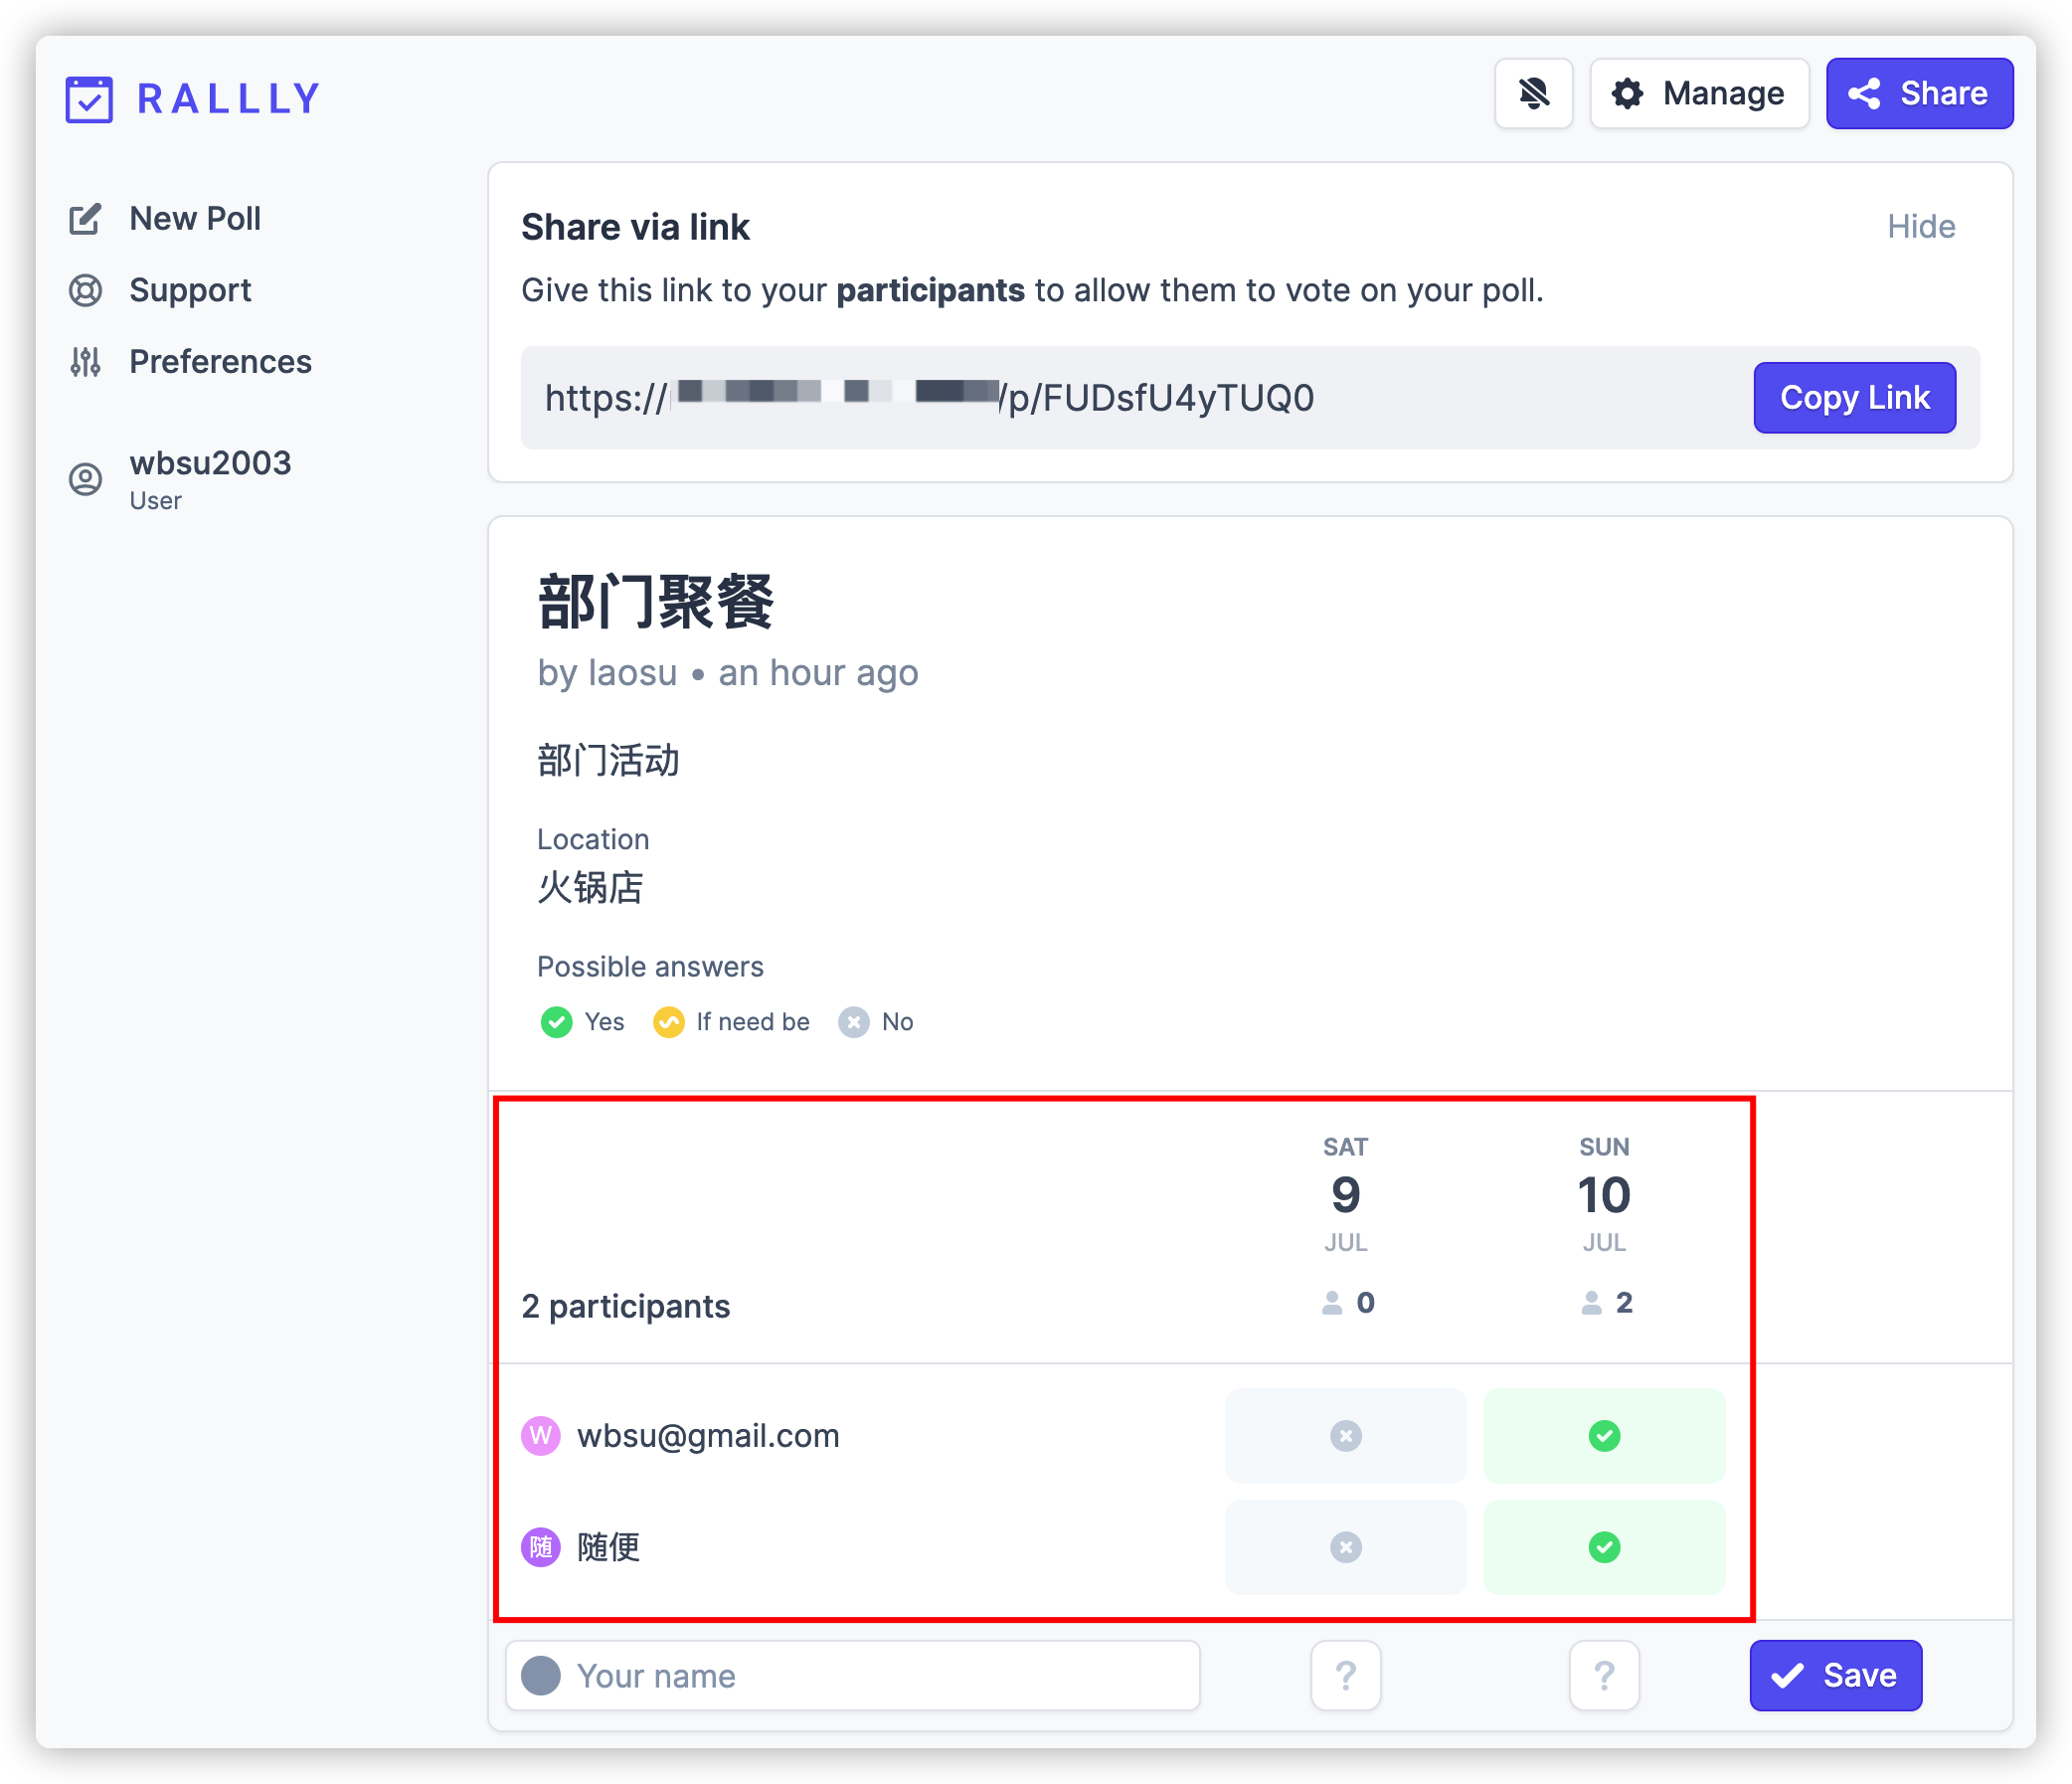 RALLLY
Manage
Share
New Poll
Support
Preferences
wbsu2003
User
Share via link
Hide
Give this link to your participants to allow them to vote on your poll.
https:// /p/FUDsfU4yTUQ0
Copy Link
部门聚餐
by laosu • an hour ago
部门活动
Location
火锅店
Possible answers
Yes If need be No
SAT SUN
9 10
JUL JUL
2 participants 0 2
W wbsu@gmail.com
随 随便
Your name ? ? Save